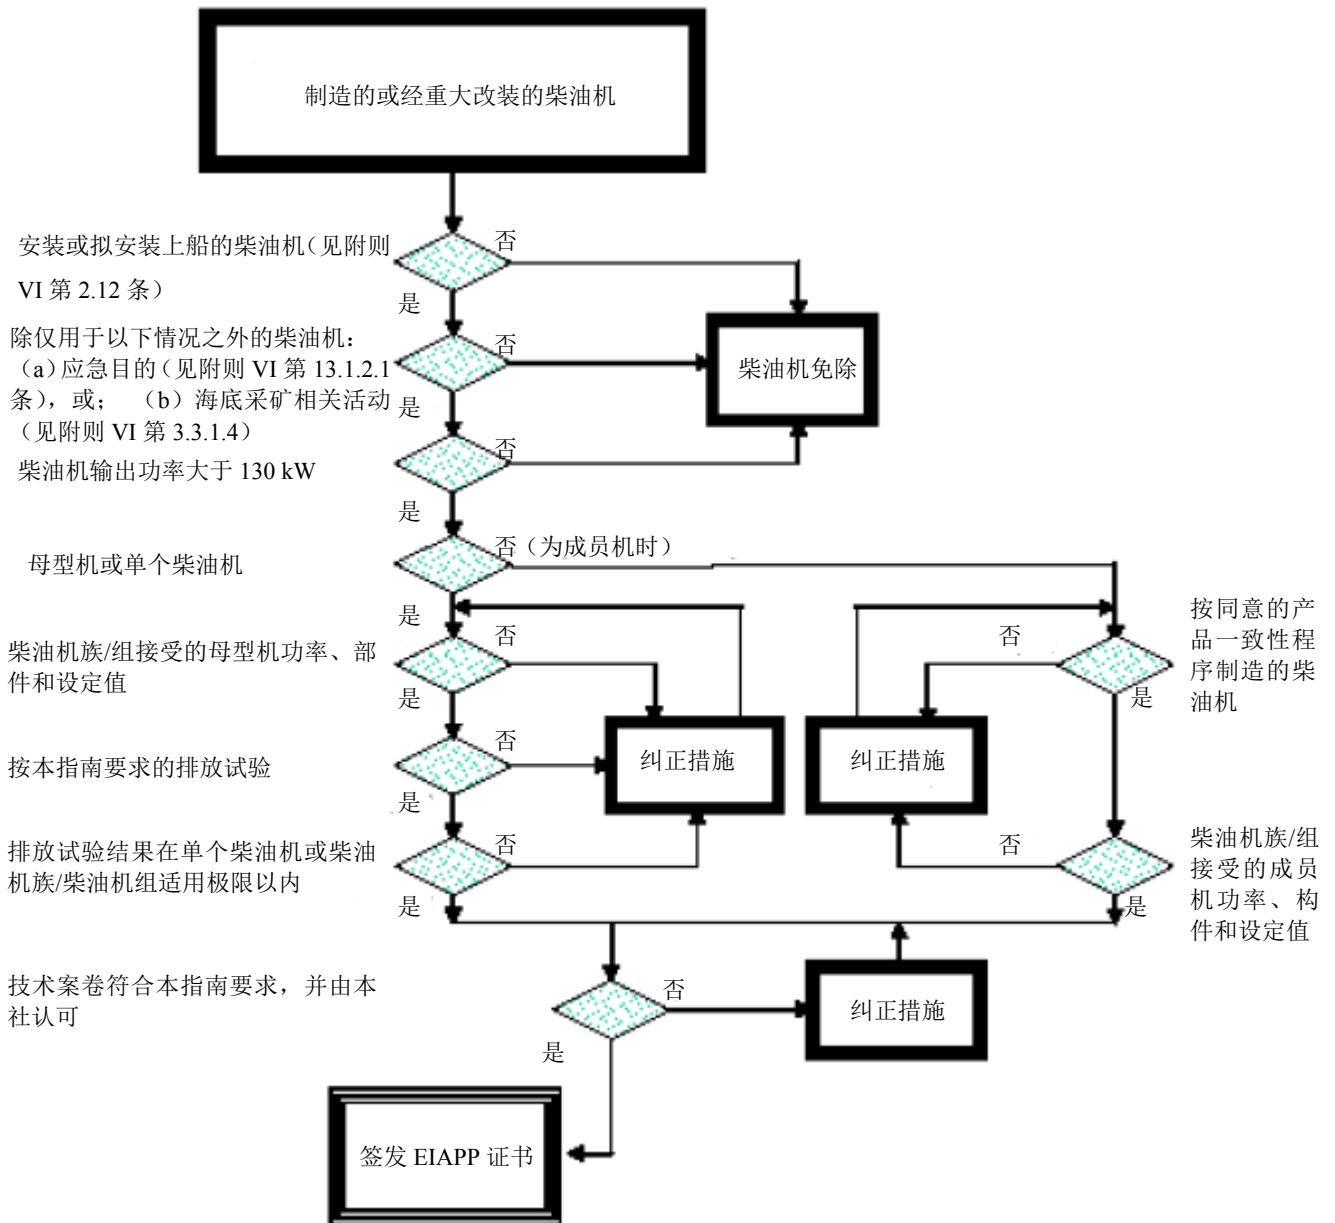 制造的或经重大改装的柴油机
安装或拟安装上船的柴油机（见附则
VI 第 2.12 条）
否
是
除仅用于以下情况之外的柴油机：
（a）应急目的（见附则 VI 第 13.1.2.1
条），或； （b）海底采矿相关活动
（见附则 VI 第 3.3.1.4）
否
是
柴油机免除
柴油机输出功率大于 130 kW
否
是
母型机或单个柴油机
否（为成员机时）
是
柴油机族/组接受的母型机功率、部
件和设定值
否
是
否
按同意的产
品一致性程
序制造的柴
油机
是
纠正措施
纠正措施
按本指南要求的排放试验
否
是
排放试验结果在单个柴油机或柴油
机族/柴油机组适用极限以内
否
是
否
柴油机族/组
接受的成员
机功率、构
件和设定值
是
技术案卷符合本指南要求，并由本
社认可
否
是
纠正措施
签发 EIAPP 证书